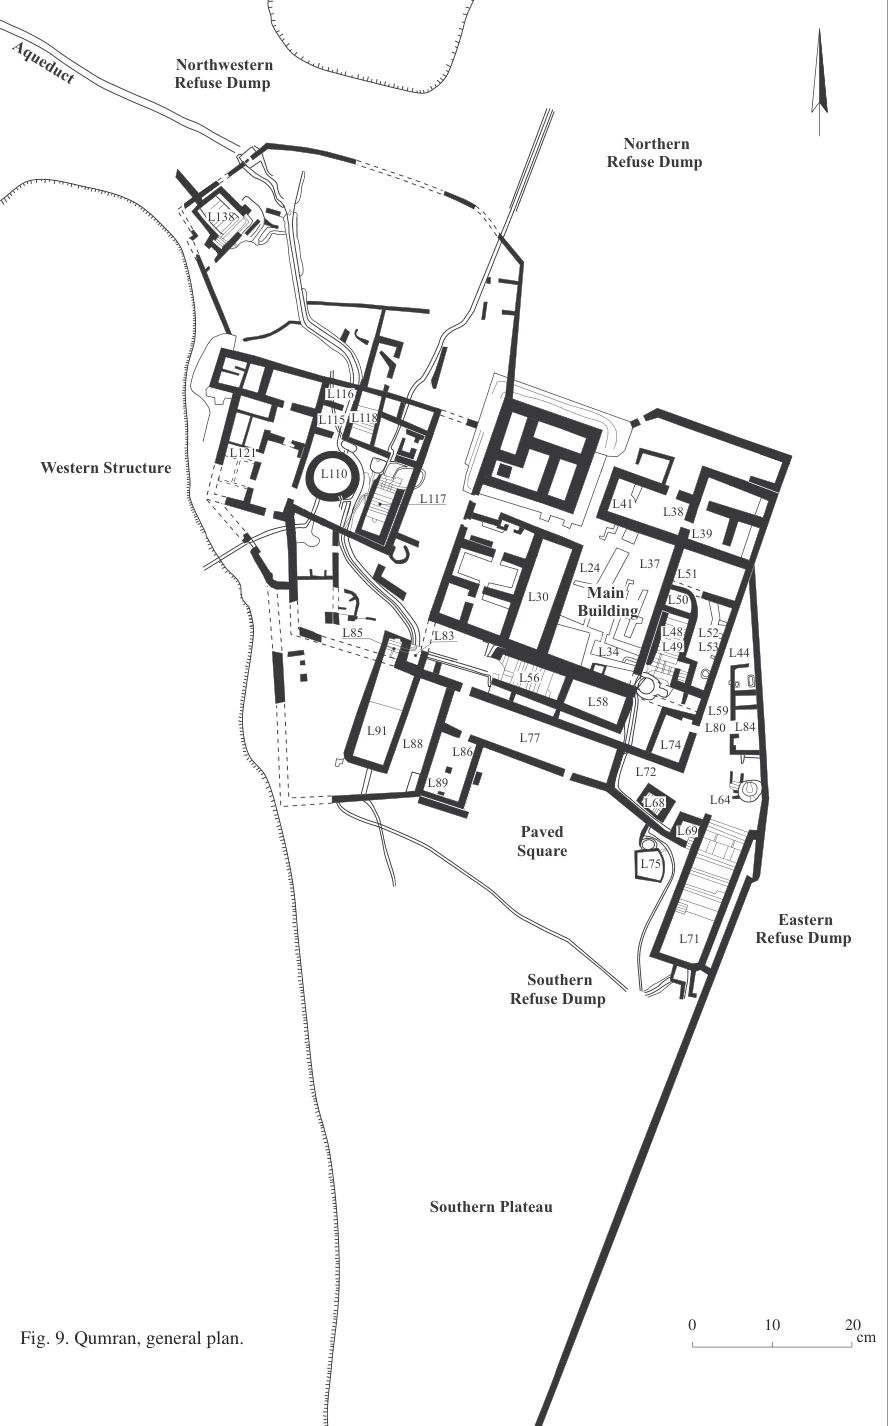 Aqueduct
Northwestern
Refuse Dump
Northern
Refuse Dump
L138
L116
L115
L118
L121
Western Structure
L110
L117
L41
L38
L39
L24
L37
L51
Main
Building
L30
L50
L48
L49
L52
L53
L85
L83
L34
L44
L56
L58
L59
L80
L84
L91
L88
L86
L77
L74
L72
L89
L68
L64
L69
Paved
Square
L75
L71
Eastern
Refuse Dump
Southern
Refuse Dump
Southern Plateau
Fig. 9. Qumran, general plan.
0 10 20
cm